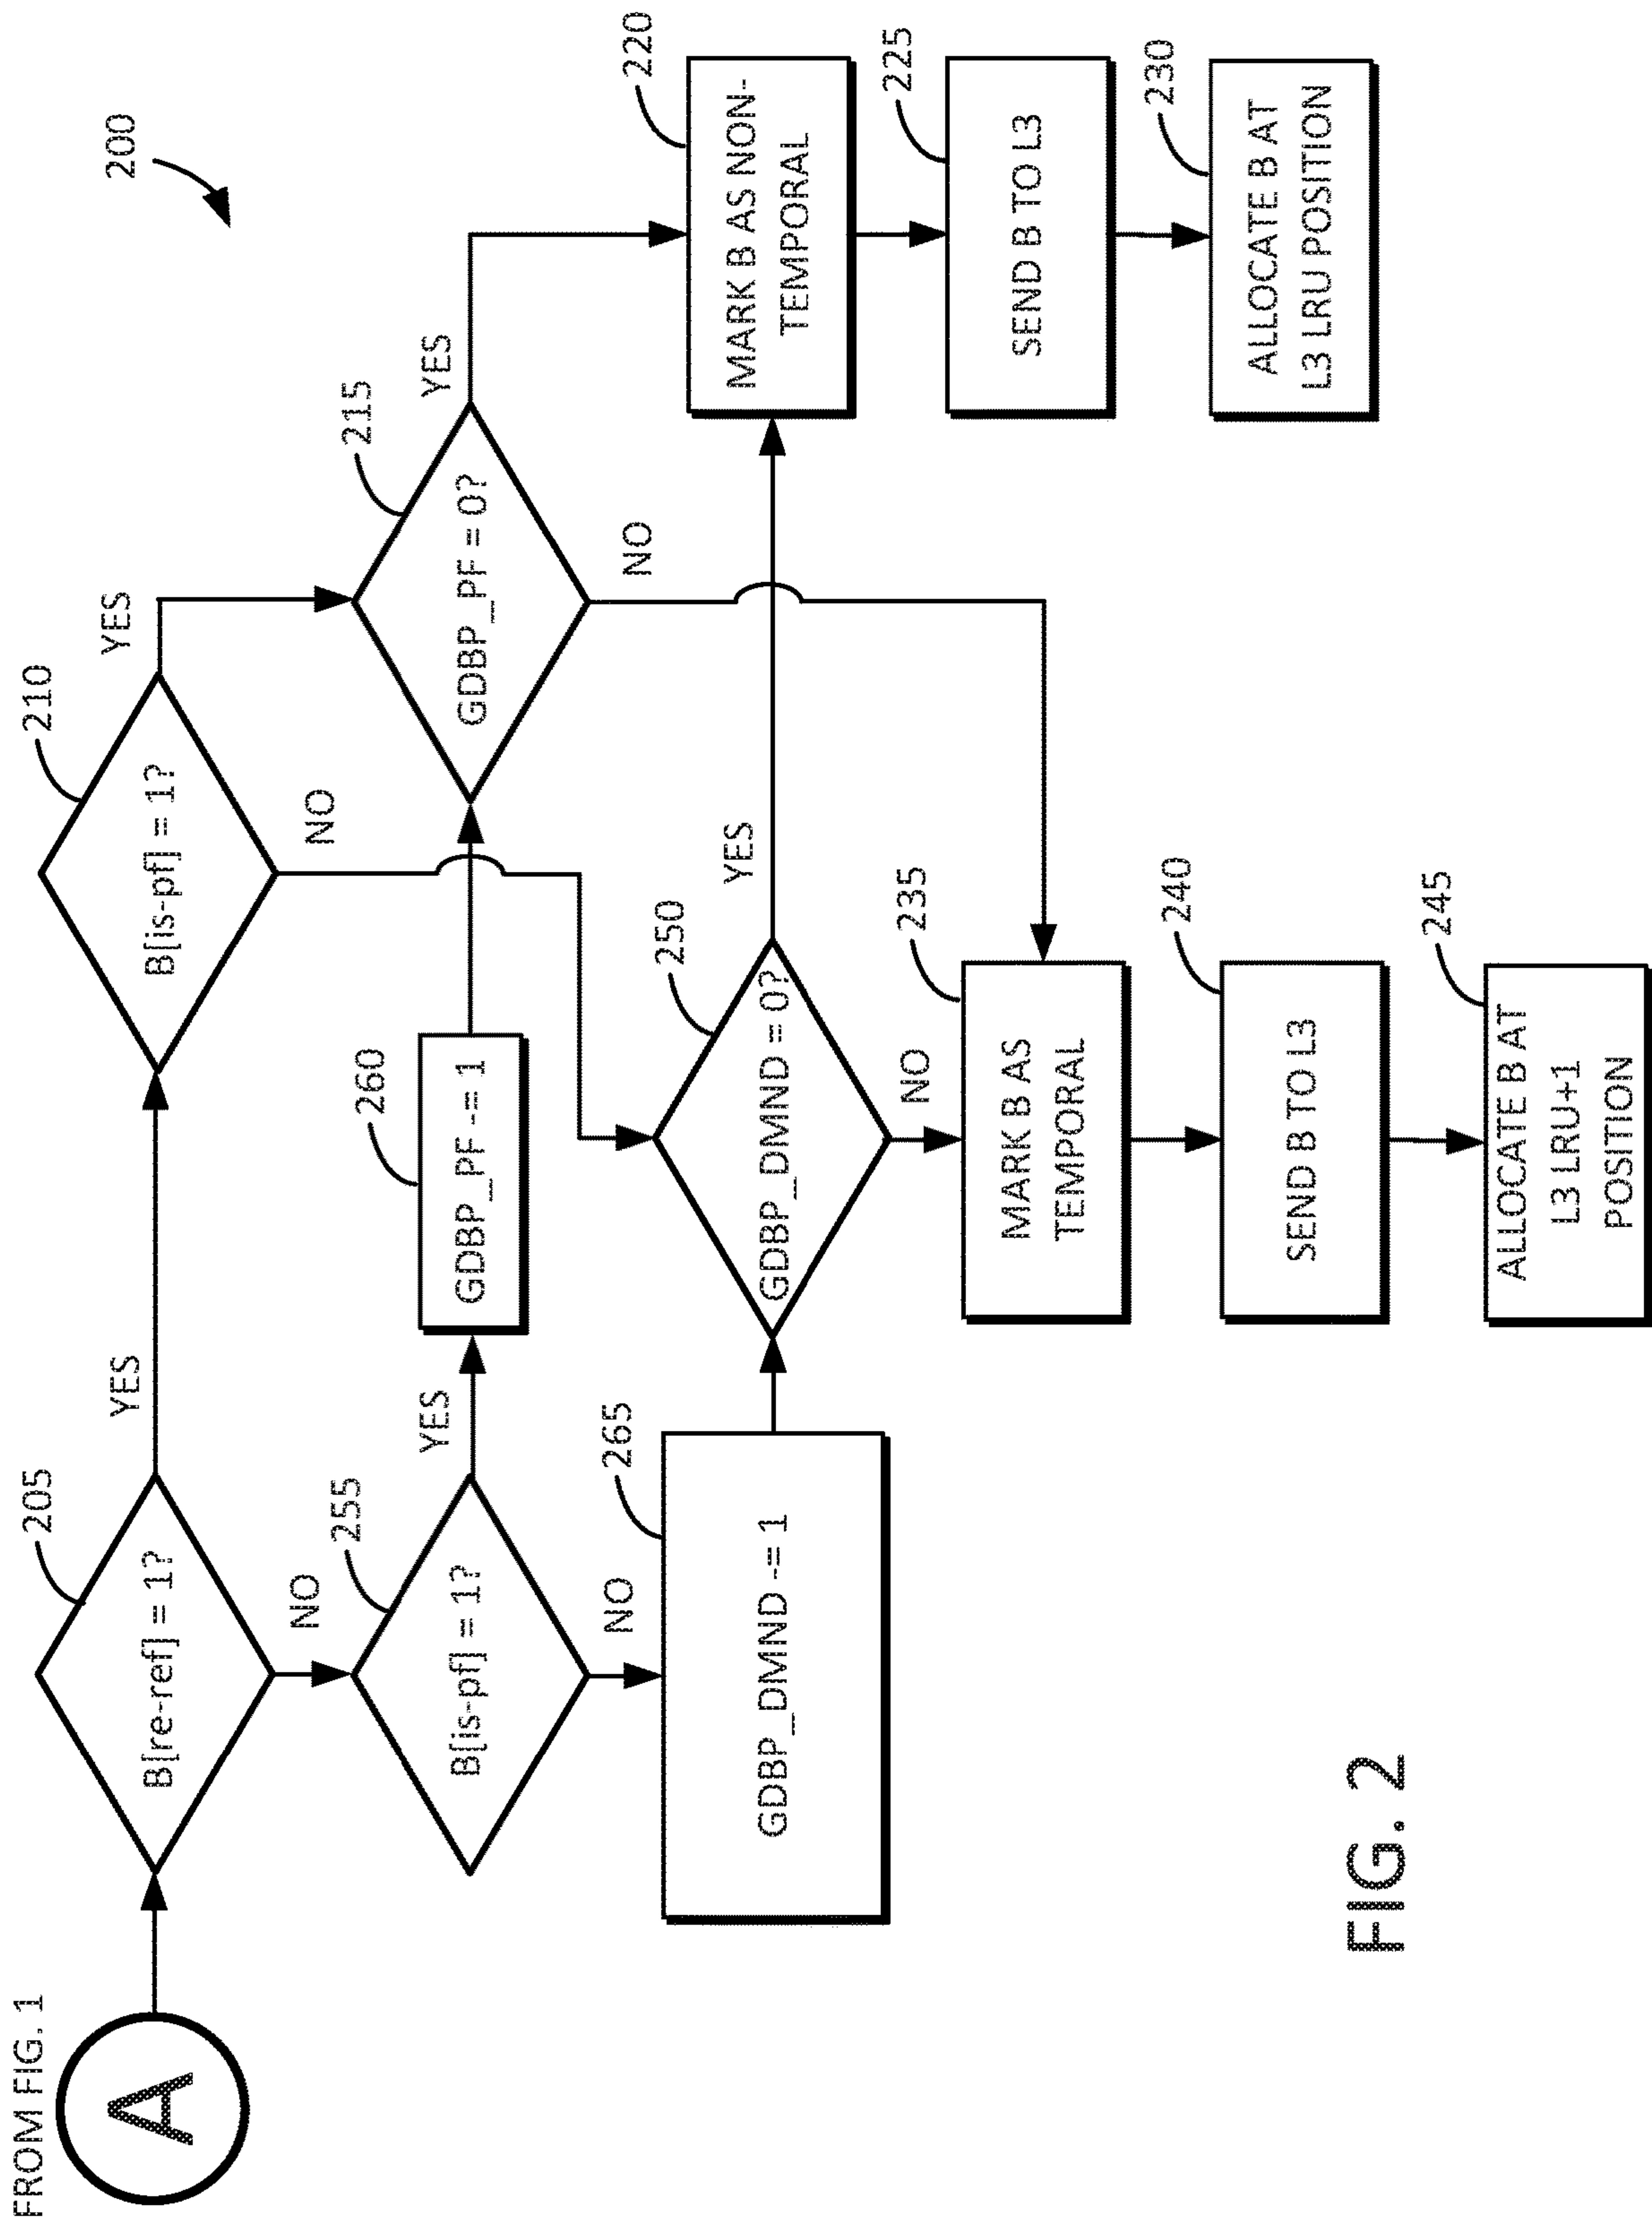 FROM FIG. 1
A
200
205
B[re-ref] = 1?
YES
NO
210
B[is-pf] = 1?
YES
NO
255
B[is-pf] = 1?
YES
NO
260
GDBP_PF -= 1
215
GDBP_PF = 0?
YES
NO
265
GDBP_DMND -= 1
250
GDBP_DMND = 0?
YES
NO
220
MARK B AS NON-
TEMPORAL
225
SEND B TO L3
230
ALLOCATE B AT
L3 LRU POSITION
235
MARK B AS
TEMPORAL
240
SEND B TO L3
245
ALLOCATE B AT
L3 LRU+1
POSITION
FIG. 2